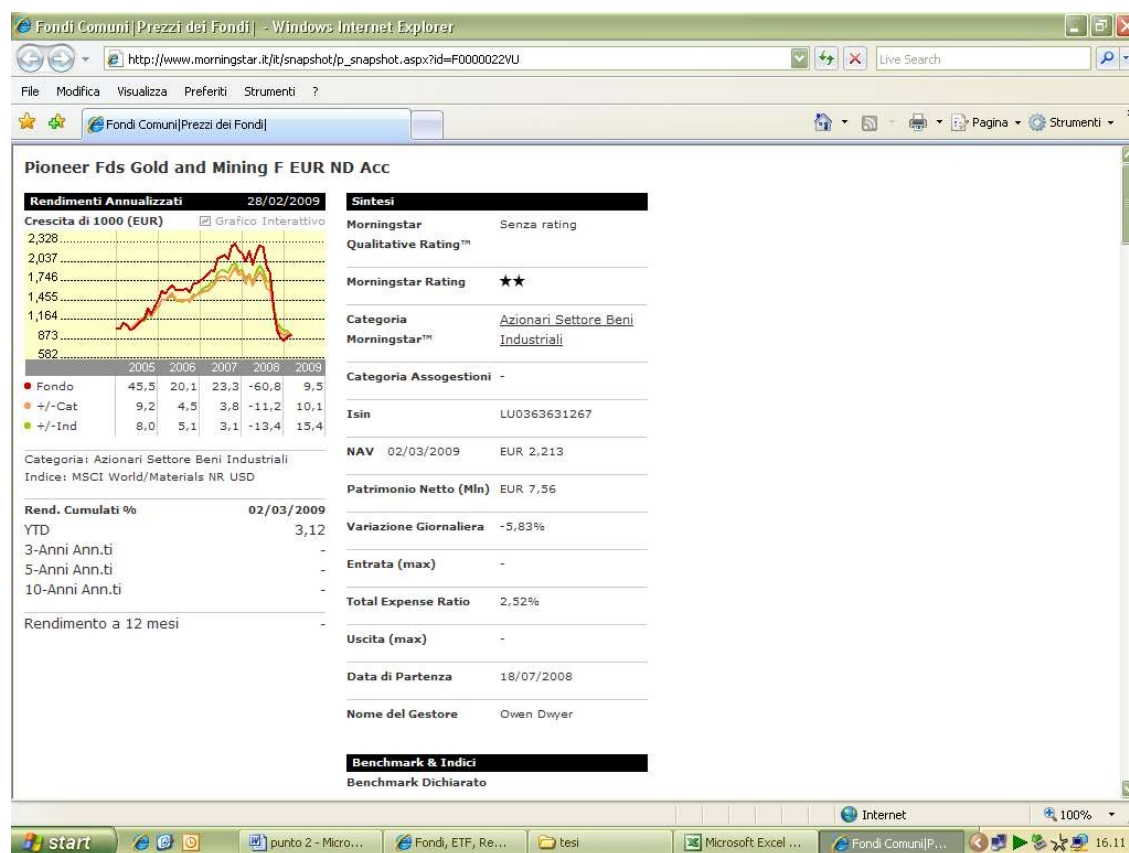 Fondi Comuni|Prezzi dei Fondi| - Windows Internet Explorer
http://www.morningstar.it/it/snapshot/p_snapshot.aspx?id=F0000022VU
Live Search
File Modifica Visualizza Preferiti Strumenti ?
Fondi Comuni|Prezzi dei Fondi|
Pagina
Strumenti
Pioneer Fds Gold and Mining F EUR ND Acc
Rendimenti Annualizzati 28/02/2009
Crescita di 1000 (EUR) Grafico Interattivo
2,328
2,037
1,746
1,455
1,164
873
582
2005 2006 2007 2008 2009
Fondo 45,5 20,1 23,3 -60,8 9,5
+/-Cat 9,2 4,5 3,8 -11,2 10,1
+/-Ind 8,0 5,1 3,1 -13,4 15,4
Categoria: Azionari Settore Beni Industriali
Indice: MSCI World/Materials NR USD
Rend. Cumulati % 02/03/2009
YTD 3,12
3-Anni Ann.ti -
5-Anni Ann.ti -
10-Anni Ann.ti -
Rendimento a 12 mesi -
Sintesi
Morningstar Senza rating
Qualitative Rating™
Morningstar Rating ★★
Categoria Azionari Settore Beni
Morningstar™ Industriali
Categoria Assogestioni -
Isin LU0363631267
NAV 02/03/2009 EUR 2,213
Patrimonio Netto (Mln) EUR 7,56
Variazione Giornaliera -5,83%
Entrata (max) -
Total Expense Ratio 2,52%
Uscita (max) -
Data di Partenza 18/07/2008
Nome del Gestore Owen Dwyer
Benchmark & Indici
Benchmark Dichiarato
Internet 100%
start
punto 2 - Micro...
Fondi, ETF, Re...
tesi
Microsoft Excel ...
Fondi Comuni|P...
16.11